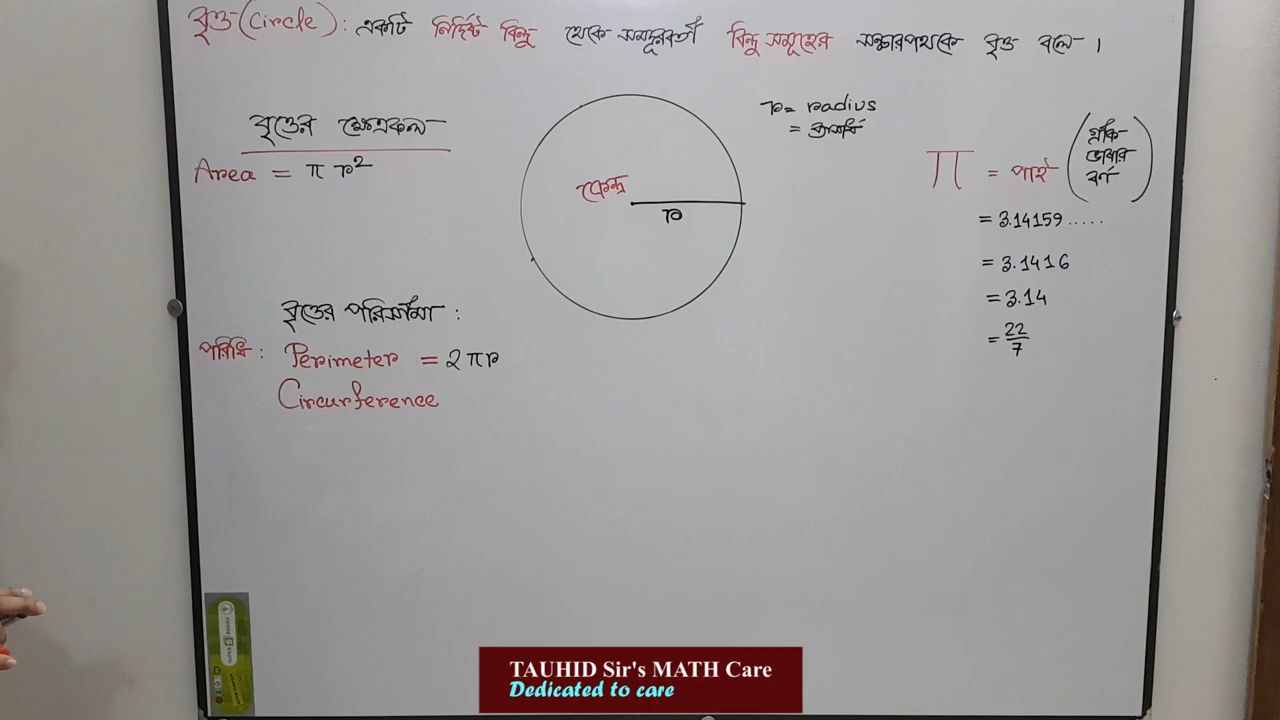 বৃত্ত (Circle) : একটি নির্দিষ্ট বিন্দু থেকে সমদূরবর্তী বিন্দু সমূহের সঞ্চারপথকে বৃত্ত বলে ।
বৃত্তের ক্ষেত্রফল
Area = π r²
কেন্দ্র
r
r = radius
= ব্যাসার্ধ
π = পাই (গ্রীক ভাষার বর্ণ)
= 3.14159.....
= 3.1416
= 3.14
= 22/7
বৃত্তের পরিসীমা :
পরিধি : Perimeter = 2πr
Circurference
TAUHID Sir's MATH Care
Dedicated to care